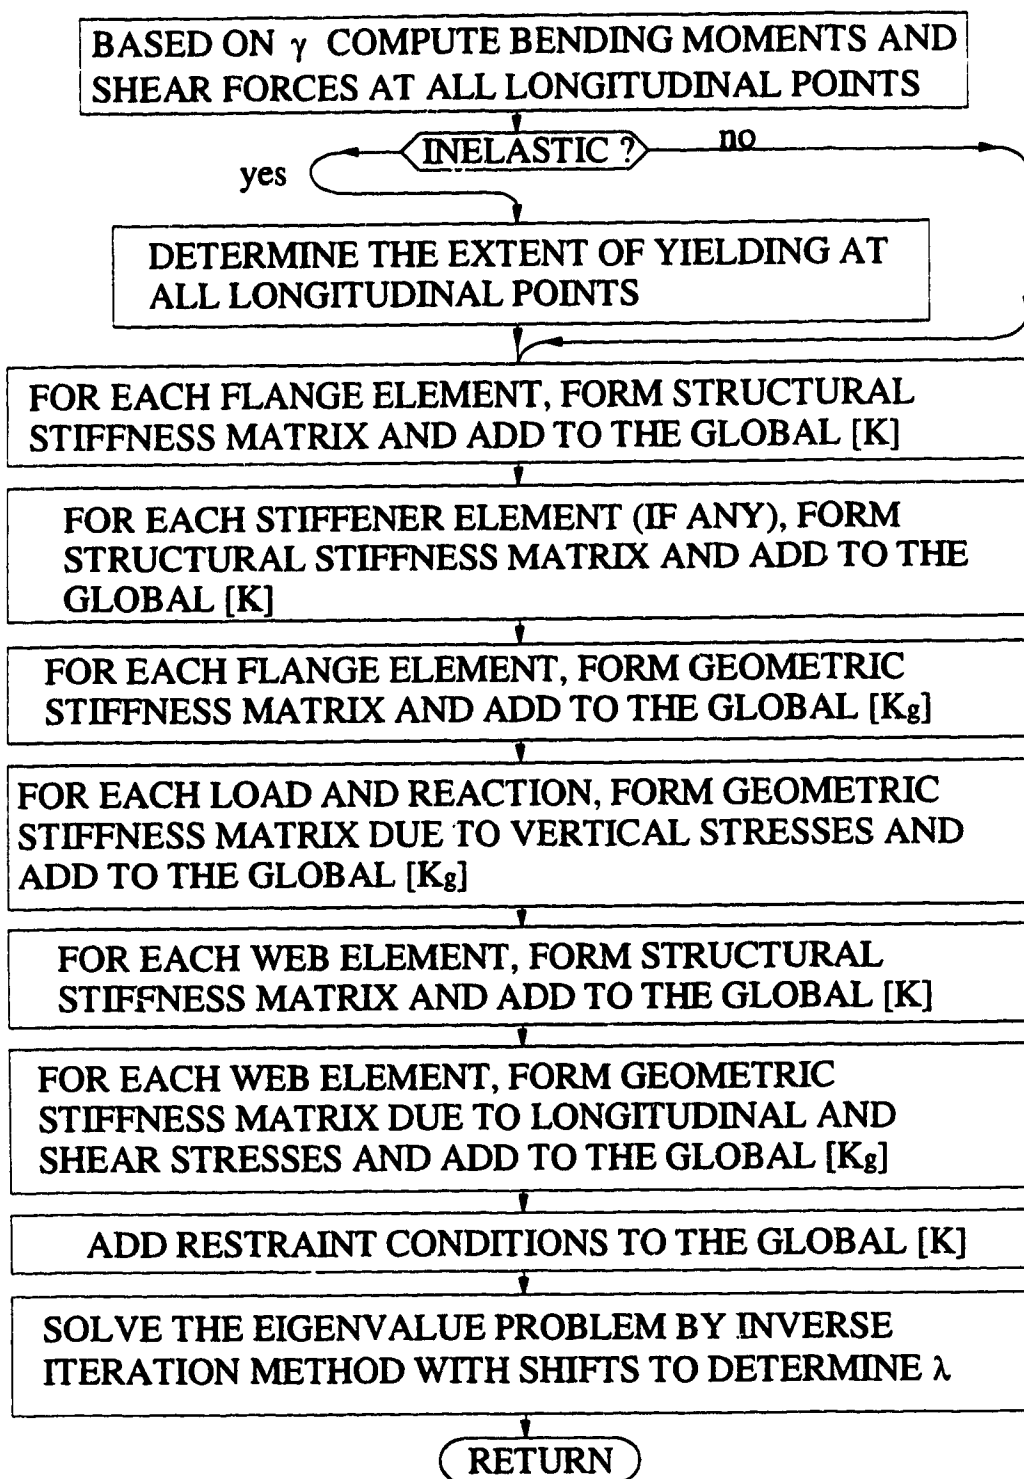 BASED ON γ COMPUTE BENDING MOMENTS AND
SHEAR FORCES AT ALL LONGITUDINAL POINTS
INELASTIC ?
no
yes
DETERMINE THE EXTENT OF YIELDING AT
ALL LONGITUDINAL POINTS
FOR EACH FLANGE ELEMENT, FORM STRUCTURAL
STIFFNESS MATRIX AND ADD TO THE GLOBAL [K]
FOR EACH STIFFENER ELEMENT (IF ANY), FORM
STRUCTURAL STIFFNESS MATRIX AND ADD TO THE
GLOBAL [K]
FOR EACH FLANGE ELEMENT, FORM GEOMETRIC
STIFFNESS MATRIX AND ADD TO THE GLOBAL [Kg]
FOR EACH LOAD AND REACTION, FORM GEOMETRIC
STIFFNESS MATRIX DUE TO VERTICAL STRESSES AND
ADD TO THE GLOBAL [Kg]
FOR EACH WEB ELEMENT, FORM STRUCTURAL
STIFFNESS MATRIX AND ADD TO THE GLOBAL [K]
FOR EACH WEB ELEMENT, FORM GEOMETRIC
STIFFNESS MATRIX DUE TO LONGITUDINAL AND
SHEAR STRESSES AND ADD TO THE GLOBAL [Kg]
ADD RESTRAINT CONDITIONS TO THE GLOBAL [K]
SOLVE THE EIGENVALUE PROBLEM BY INVERSE
ITERATION METHOD WITH SHIFTS TO DETERMINE λ
RETURN